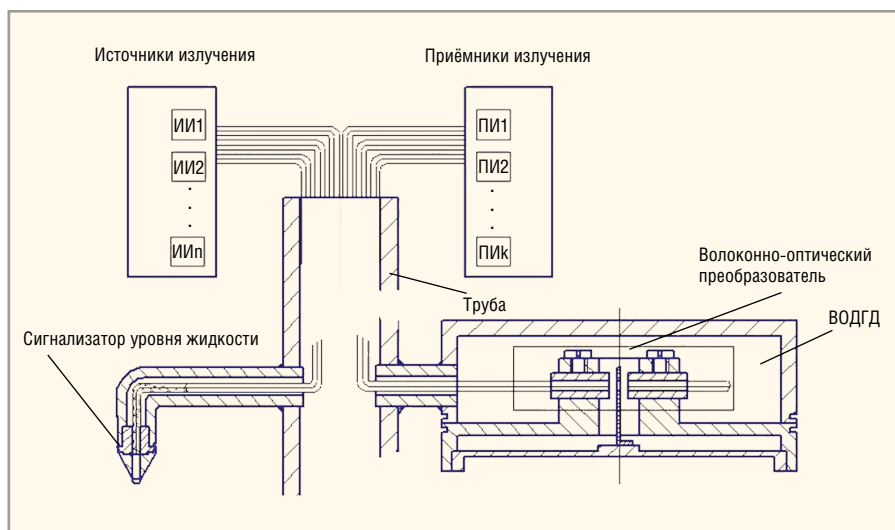 Источники излучения
Приёмники излучения
ИИ1
ИИ2
ИИn
ПИ1
ПИ2
ПИk
Волоконно-оптический
преобразователь
ВОДГД
Труба
Сигнализатор уровня жидкости